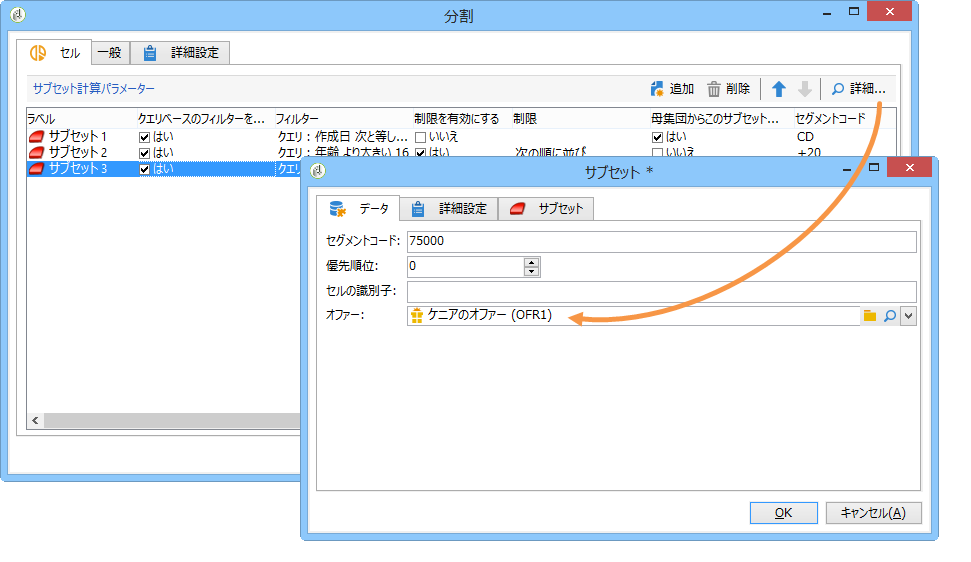 分割
セル 一般 詳細設定
サブセット計算パラメーター 追加 削除 詳細...
ラベル クエリベースのフィルターを... フィルター 制限を有効にする 制限 母集団からこのサブセット... セグメントコード
サブセット 1 はい クエリ : 作成日 次と等し... いいえ はい CD
サブセット 2 はい クエリ : 年齢 より大きい 16 はい 次の順に並び いいえ +20
サブセット 3 はい クエリ
サブセット *
データ 詳細設定 サブセット
セグメントコード: 75000
優先順位: 0
セルの識別子:
オファー: ケニアのオファー (OFR1)
OK キャンセル(A)